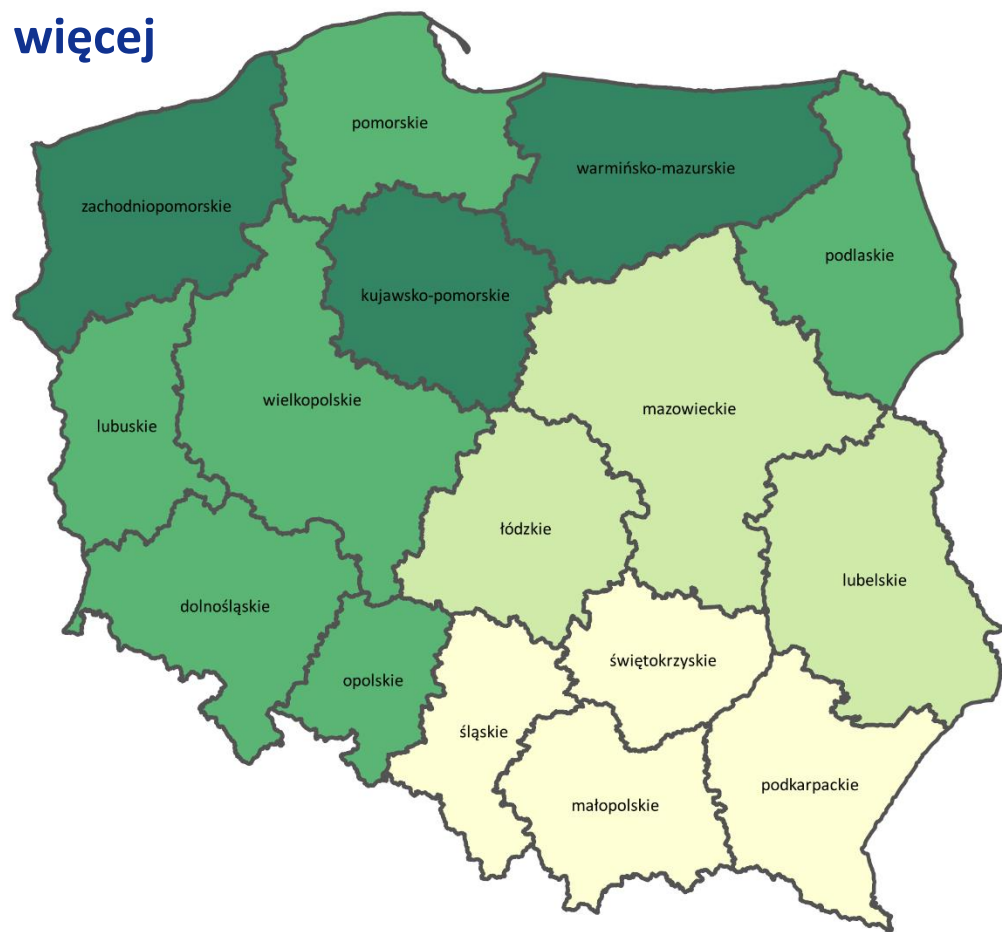 więcej
pomorskie
warmińsko-mazurskie
zachodniopomorskie
podlaskie
kujawsko-pomorskie
wielkopolskie
mazowieckie
lubuskie
łódzkie
lubelskie
dolnośląskie
świętokrzyskie
opolskie
śląskie
podkarpackie
małopolskie